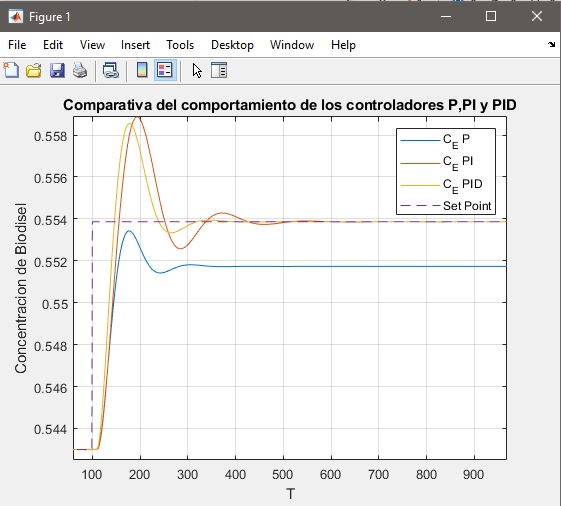 Figure 1
File Edit View Insert Tools Desktop Window Help
Comparativa del comportamiento de los controladores P,PI y PID
C_E P
C_E PI
C_E PID
Set Point
Concentracion de Biodisel
0.558
0.556
0.554
0.552
0.55
0.548
0.546
0.544
100 200 300 400 500 600 700 800 900
T